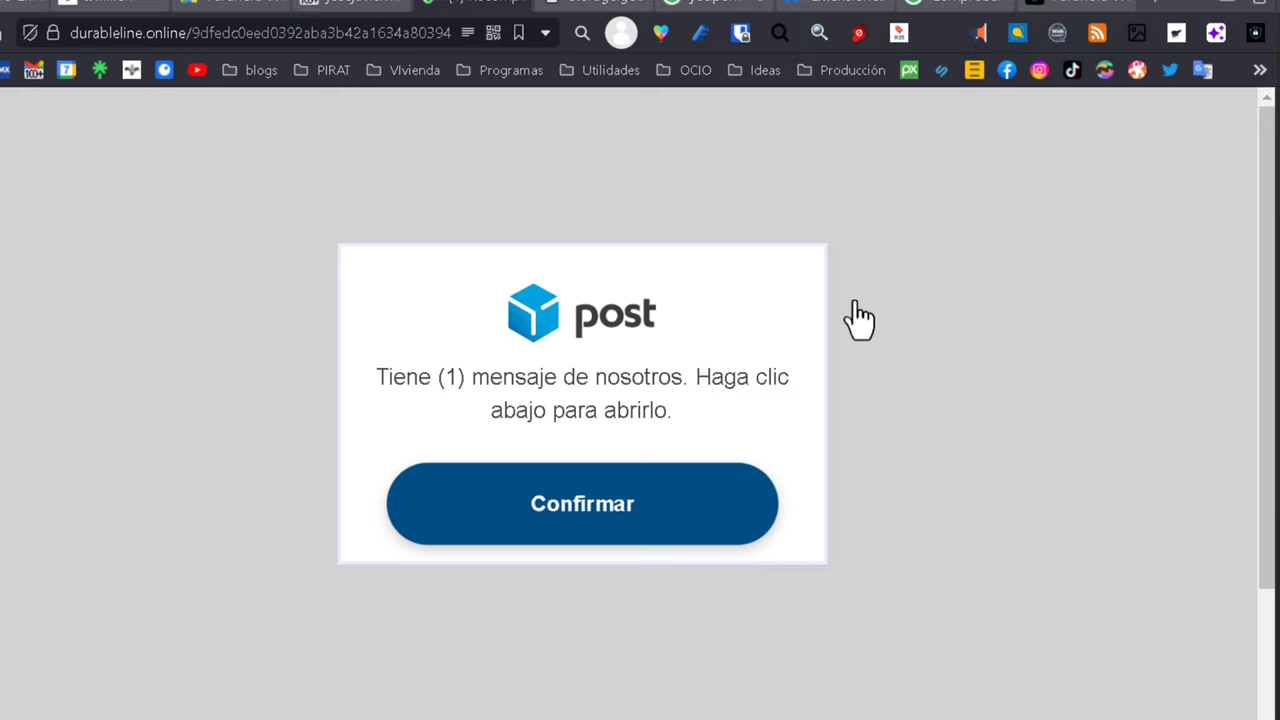 durableline.online/9dfedc0eed0392aba3b42a1634a80394
blogs PIRAT Vivienda Programas Utilidades OCIO Ideas Producción
post
Tiene (1) mensaje de nosotros. Haga clic
abajo para abrirlo.
Confirmar